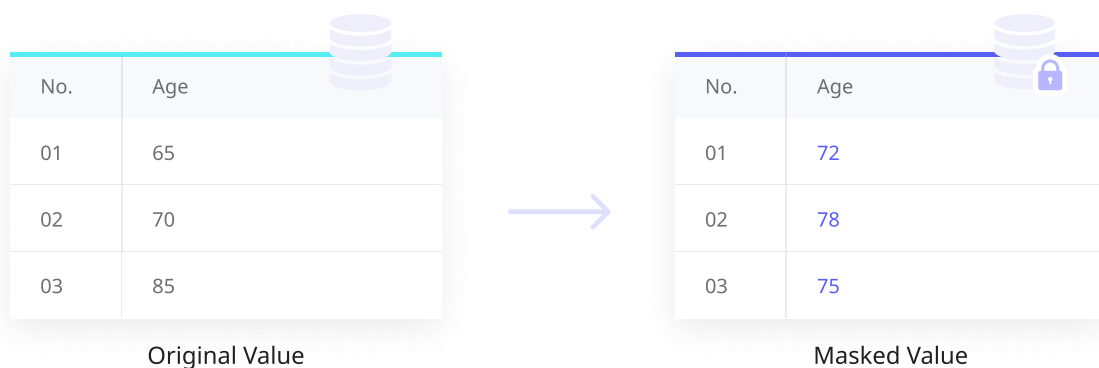 No. Age
01 65
02 70
03 85
Original Value
No. Age
01 72
02 78
03 75
Masked Value